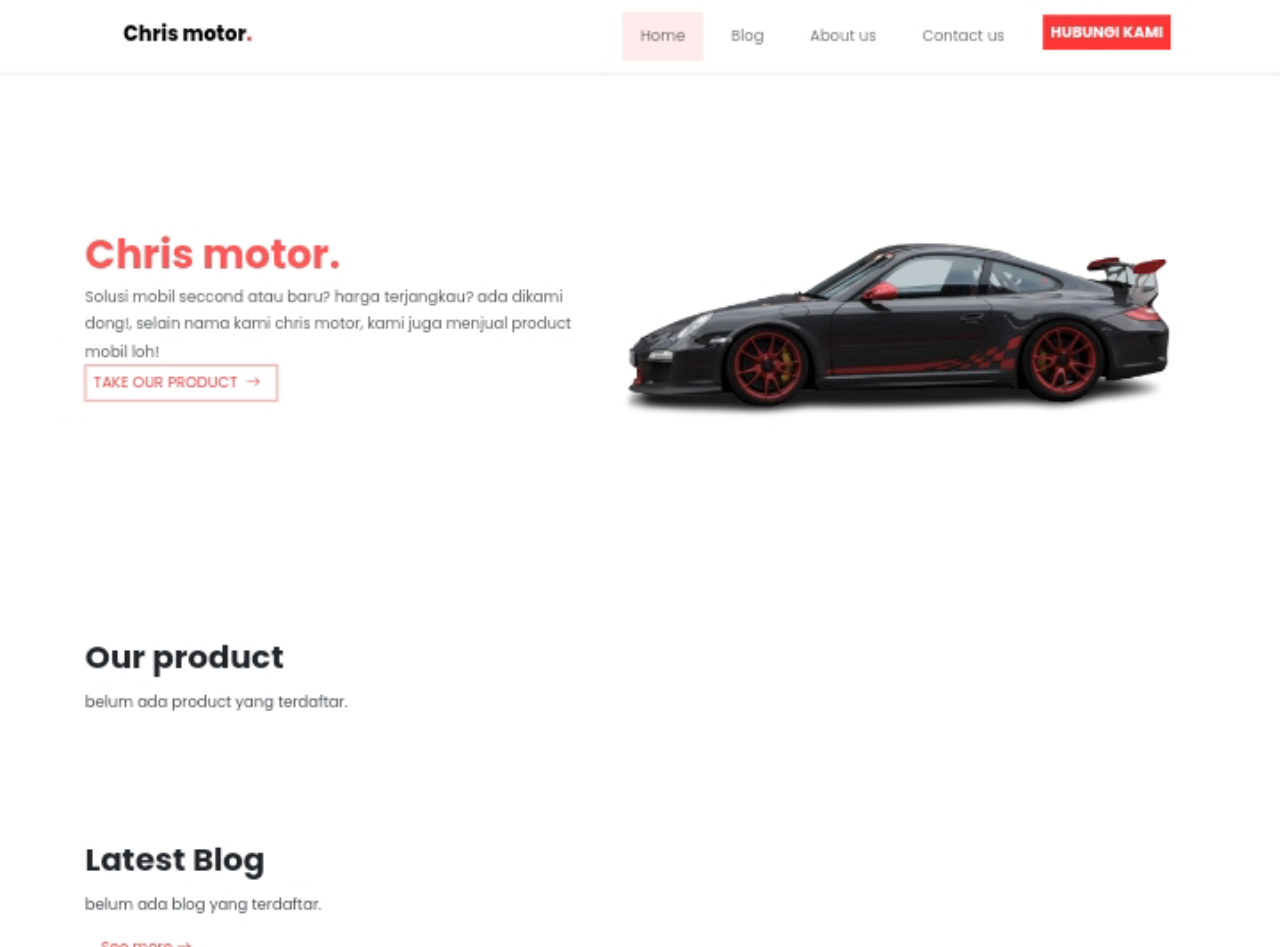 Chris motor.
Home
Blog
About us
Contact us
HUBUNGI KAMI
Chris motor.
Solusi mobil seccond atau baru? harga terjangkau? ada dikami
dong!, selain nama kami chris motor, kami juga menjual product
mobil loh!
TAKE OUR PRODUCT →
Our product
belum ada product yang terdaftar.
Latest Blog
belum ada blog yang terdaftar.
See more →